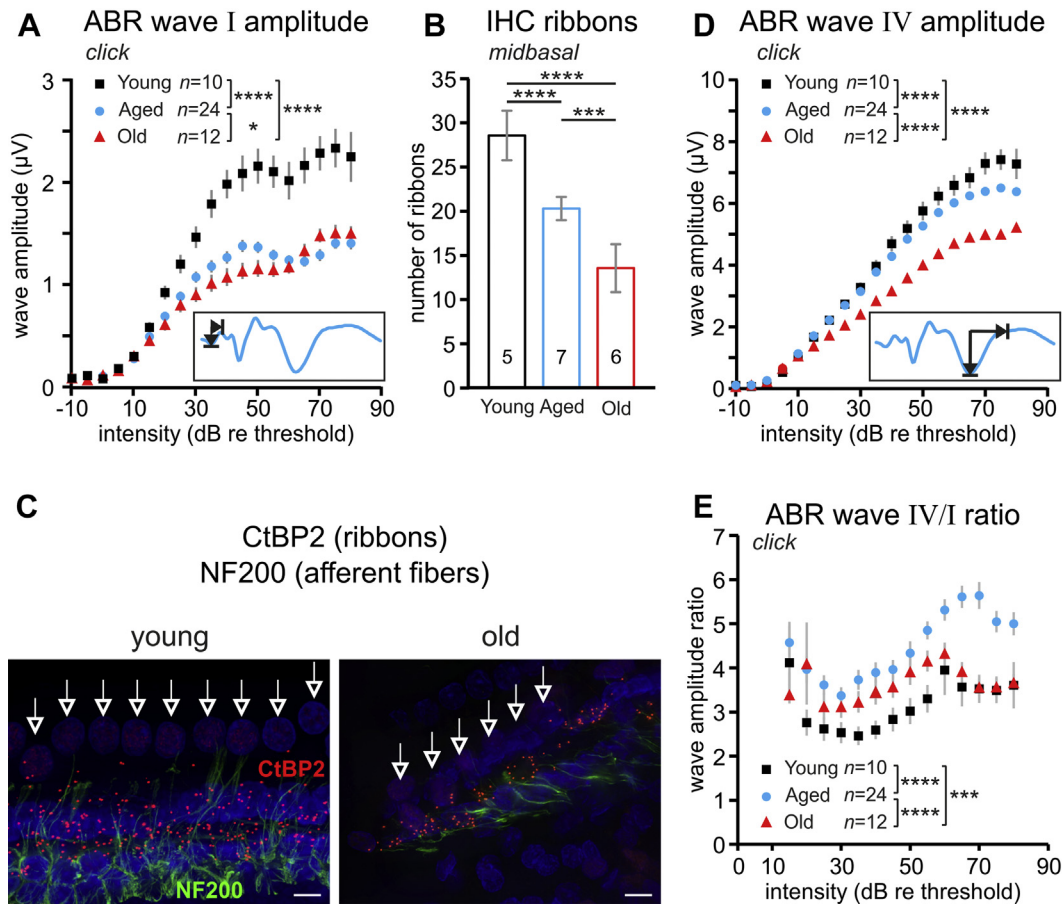 A ABR wave I amplitude
click
Young n=10
Aged n=24
Old n=12
****
*
****
wave amplitude (µV)
3
2
1
0
-10 10 30 50 70 90
intensity (dB re threshold)
B IHC ribbons
midbasal
****
**** ***
number of ribbons
45
40
35
30
25
20
15
10
5
0
5 7 6
Young Aged Old
D ABR wave IV amplitude
click
Young n=10
Aged n=24
Old n=12
****
****
****
wave amplitude (µV)
10
8
6
4
2
0
-10 10 30 50 70 90
intensity (dB re threshold)
C
CtBP2 (ribbons)
NF200 (afferent fibers)
young old
CtBP2
NF200
E ABR wave IV/I ratio
click
wave amplitude ratio
7
6
5
4
3
2
1
0
Young n=10
Aged n=24
Old n=12
****
****
***
0 10 30 50 70 90
intensity (dB re threshold)